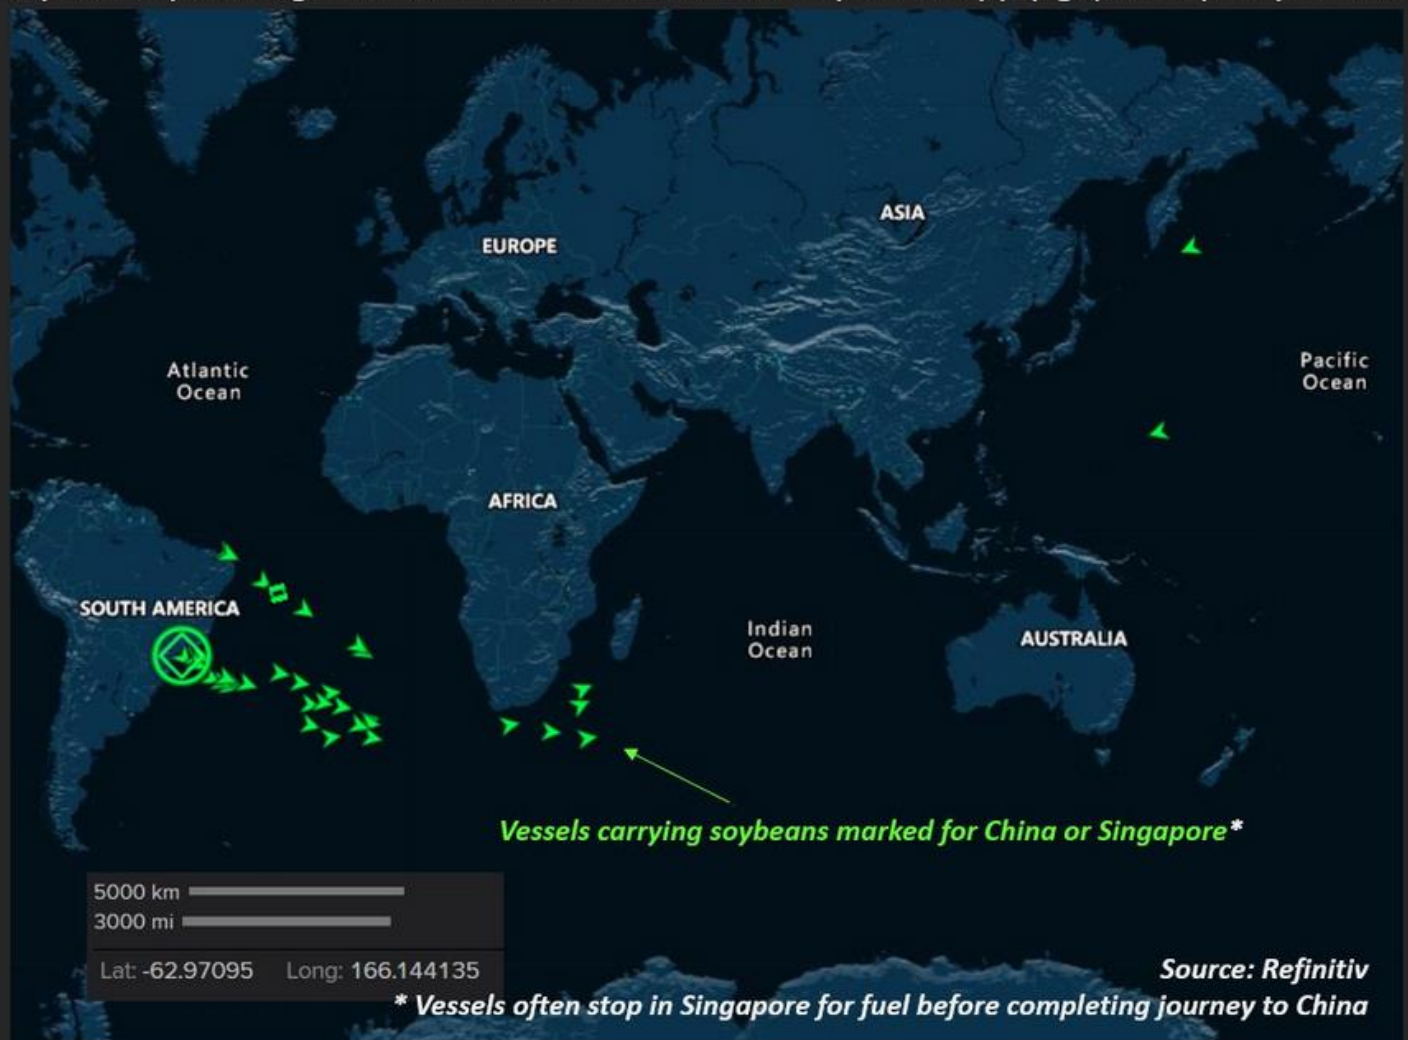 ASIA
EUROPE
Atlantic
Ocean
Pacific
Ocean
AFRICA
SOUTH AMERICA
Indian
Ocean
AUSTRALIA
Vessels carrying soybeans marked for China or Singapore*
5000 km
3000 mi
Lat: -62.97095 Long: 166.144135
Source: Refinitiv
* Vessels often stop in Singapore for fuel before completing journey to China